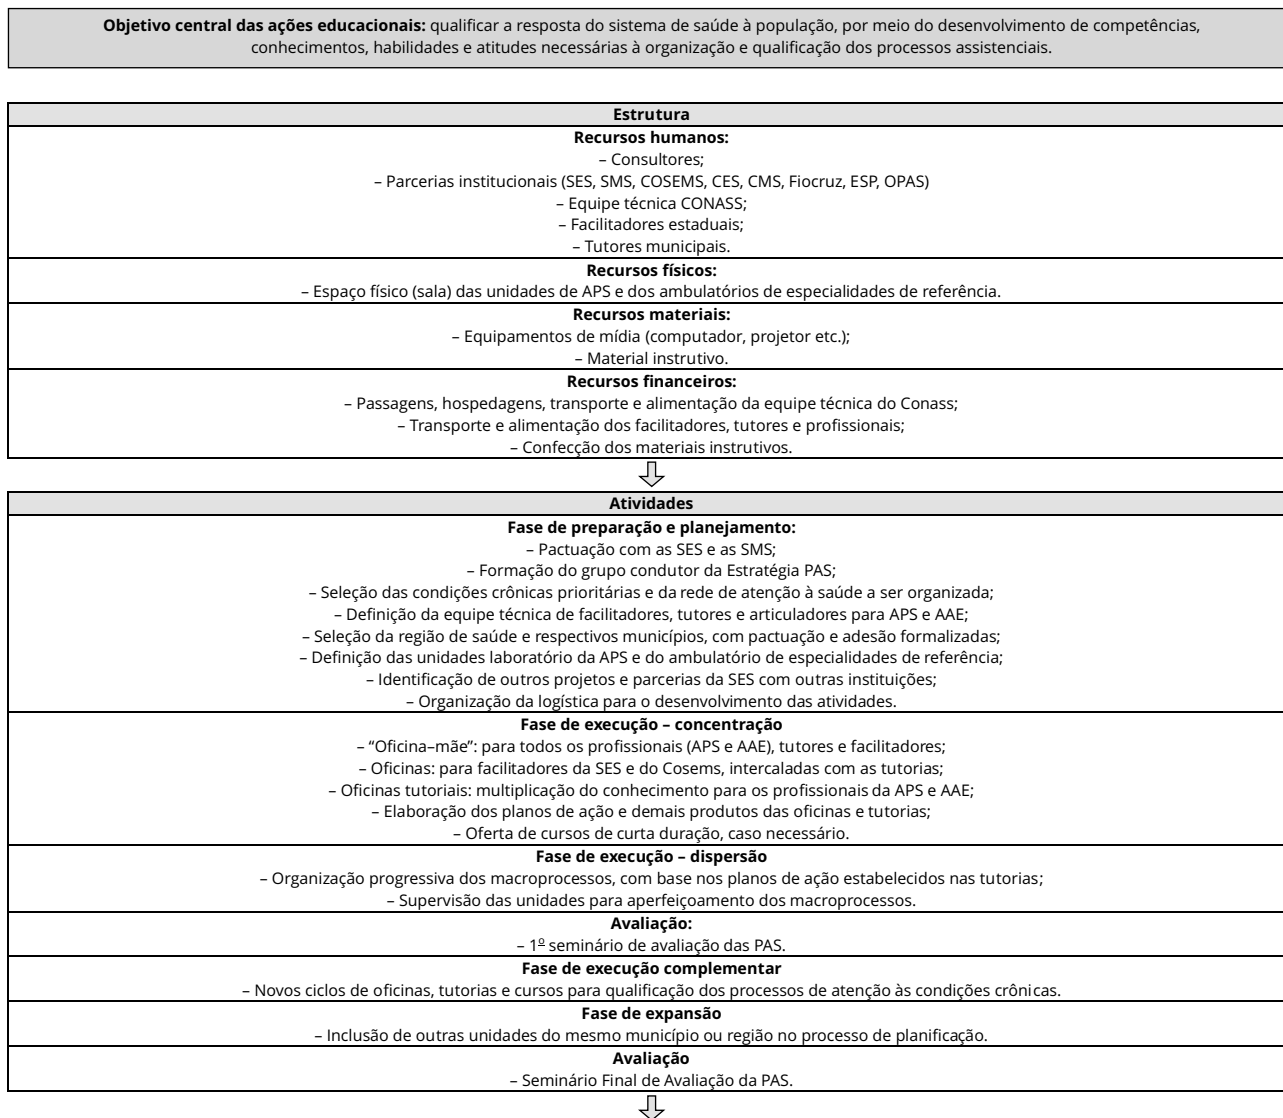 Objetivo central das ações educacionais: qualificar a resposta do sistema de saúde à população, por meio do desenvolvimento de competências,
conhecimentos, habilidades e atitudes necessárias à organização e qualificação dos processos assistenciais.
Estrutura
Recursos humanos:
– Consultores;
– Parcerias institucionais (SES, SMS, COSEMS, CES, CMS, Fiocruz, ESP, OPAS)
– Equipe técnica CONASS;
– Facilitadores estaduais;
– Tutores municipais.
Recursos físicos:
– Espaço físico (sala) das unidades de APS e dos ambulatórios de especialidades de referência.
Recursos materiais:
– Equipamentos de mídia (computador, projetor etc.);
– Material instrutivo.
Recursos financeiros:
– Passagens, hospedagens, transporte e alimentação da equipe técnica do Conass;
– Transporte e alimentação dos facilitadores, tutores e profissionais;
– Confecção dos materiais instrutivos.
Atividades
Fase de preparação e planejamento:
– Pactuação com as SES e as SMS;
– Formação do grupo condutor da Estratégia PAS;
– Seleção das condições crônicas prioritárias e da rede de atenção à saúde a ser organizada;
– Definição da equipe técnica de facilitadores, tutores e articuladores para APS e AAE;
– Seleção da região de saúde e respectivos municípios, com pactuação e adesão formalizadas;
– Definição das unidades laboratório da APS e do ambulatório de especialidades de referência;
– Identificação de outros projetos e parcerias da SES com outras instituições;
– Organização da logística para o desenvolvimento das atividades.
Fase de execução – concentração
– “Oficina–mãe”: para todos os profissionais (APS e AAE), tutores e facilitadores;
– Oficinas: para facilitadores da SES e do Cosems, intercaladas com as tutorias;
– Oficinas tutoriais: multiplicação do conhecimento para os profissionais da APS e AAE;
– Elaboração dos planos de ação e demais produtos das oficinas e tutorias;
– Oferta de cursos de curta duração, caso necessário.
Fase de execução – dispersão
– Organização progressiva dos macroprocessos, com base nos planos de ação estabelecidos nas tutorias;
– Supervisão das unidades para aperfeiçoamento dos macroprocessos.
Avaliação:
– 1º seminário de avaliação das PAS.
Fase de execução complementar
– Novos ciclos de oficinas, tutorias e cursos para qualificação dos processos de atenção às condições crônicas.
Fase de expansão
– Inclusão de outras unidades do mesmo município ou região no processo de planificação.
Avaliação
– Seminário Final de Avaliação da PAS.